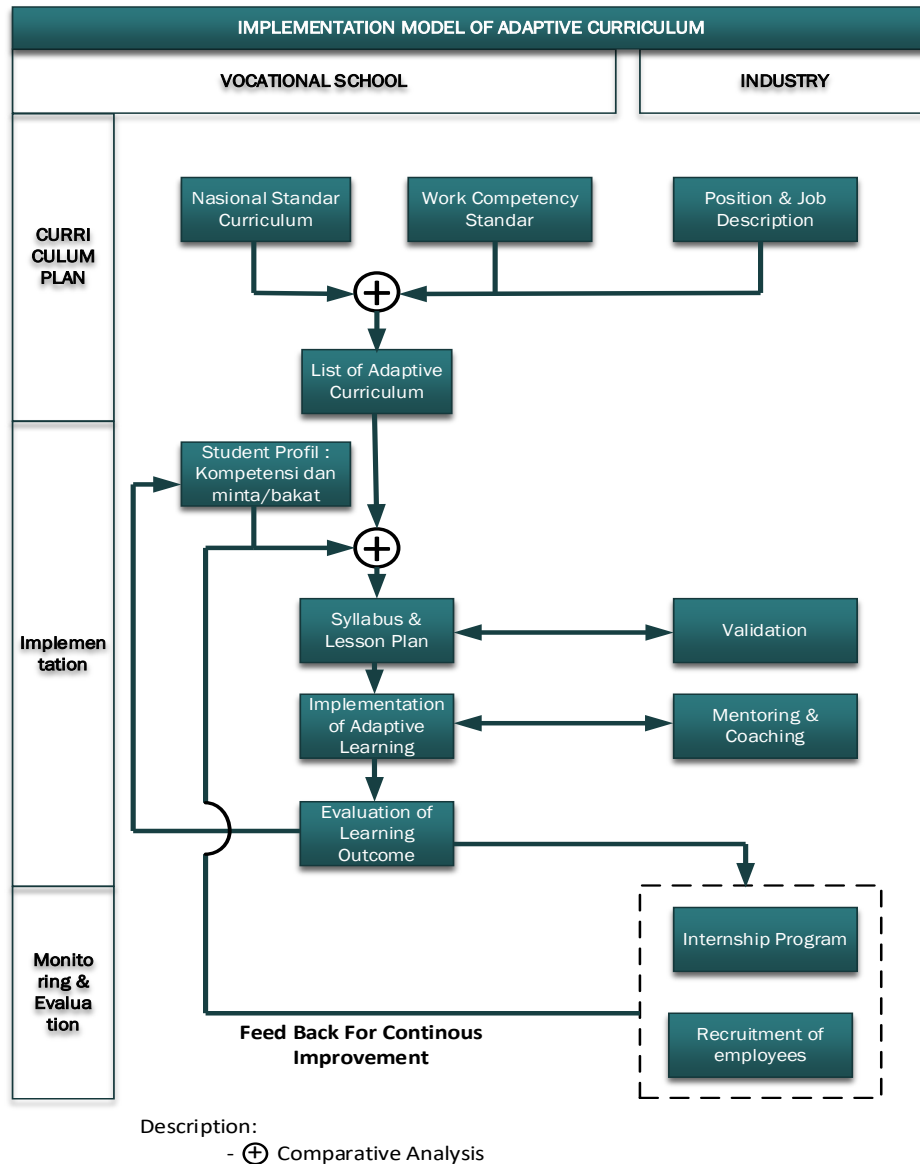 IMPLEMENTATION MODEL OF ADAPTIVE CURRICULUM
VOCATIONAL SCHOOL
INDUSTRY
CURRI
CULUM
PLAN
Nasional Standar
Curriculum
Work Competency
Standar
Position & Job
Description
List of Adaptive
Curriculum
Implemen
tation
Student Profil :
Kompetensi dan
minta/bakat
Syllabus &
Lesson Plan
Validation
Implementation
of Adaptive
Learning
Mentoring &
Coaching
Evaluation of
Learning
Outcome
Monito
ring &
Evalua
tion
Internship Program
Recruitment of
employees
Feed Back For Continous
Improvement
Description:
- ⊕ Comparative Analysis